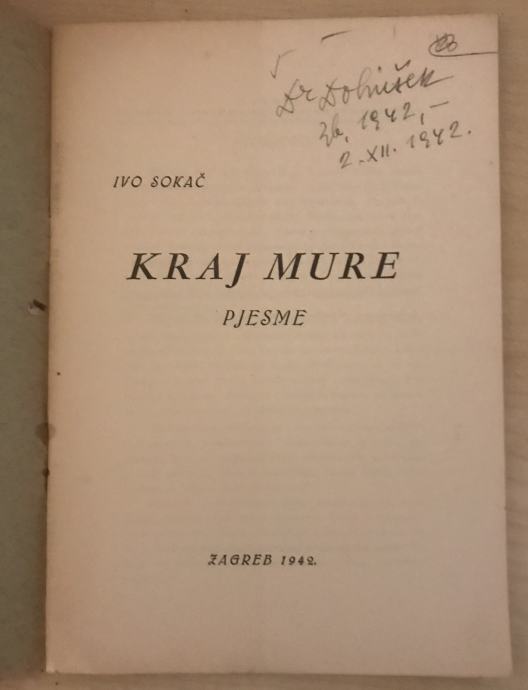 Dr Dolinšek
Zb, 1942,-
2.XII. 1942.
IVO SOKAČ
KRAJ MURE
PJESME
ZAGREB 1942.